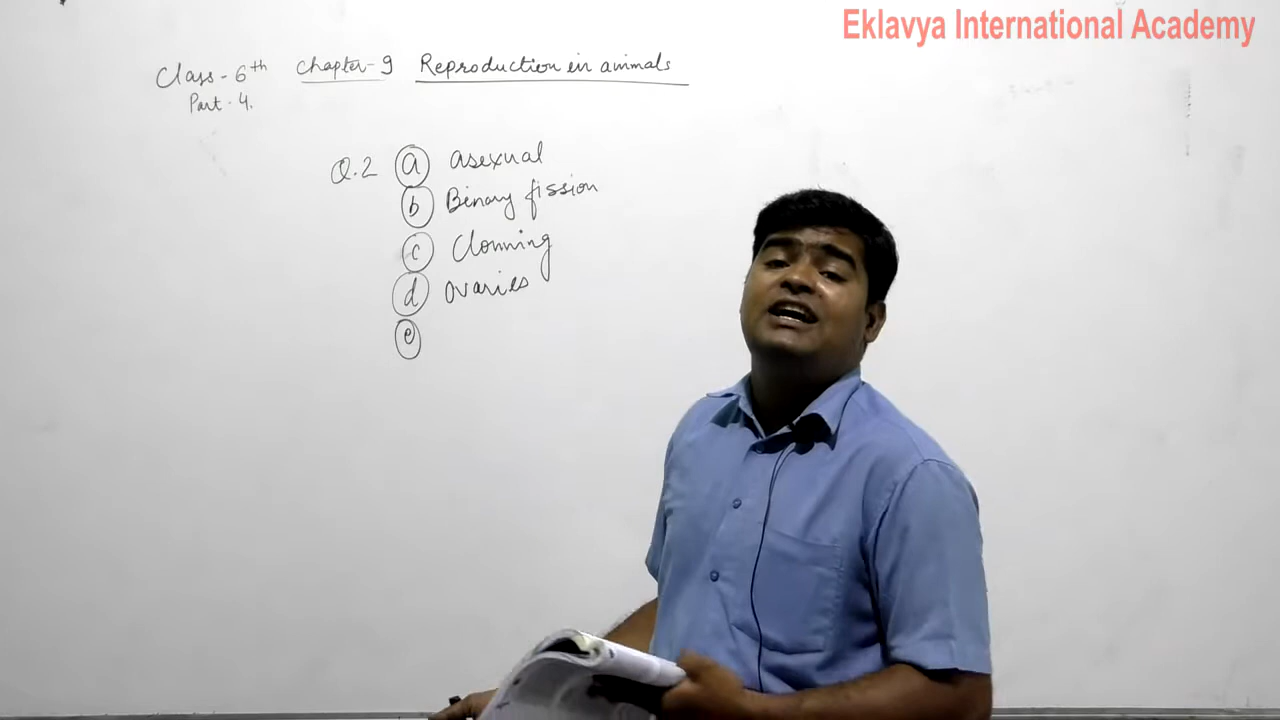 Eklavya International Academy
Class - 6th Chapter-9 Reproduction in animals
Part - 4.
Q.2 a asexual
b Binary fission
c Clonning
d ovaries
e